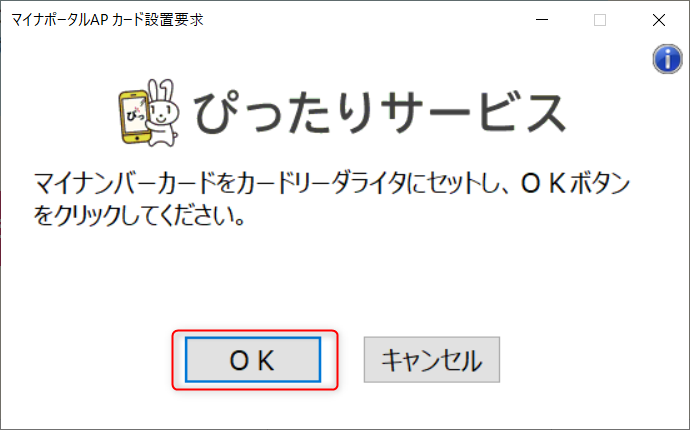 マイナポータルAP カード設置要求
ぴったりサービス
マイナンバーカードをカードリーダライタにセットし、ＯＫボタン
をクリックしてください。
ＯＫ
キャンセル